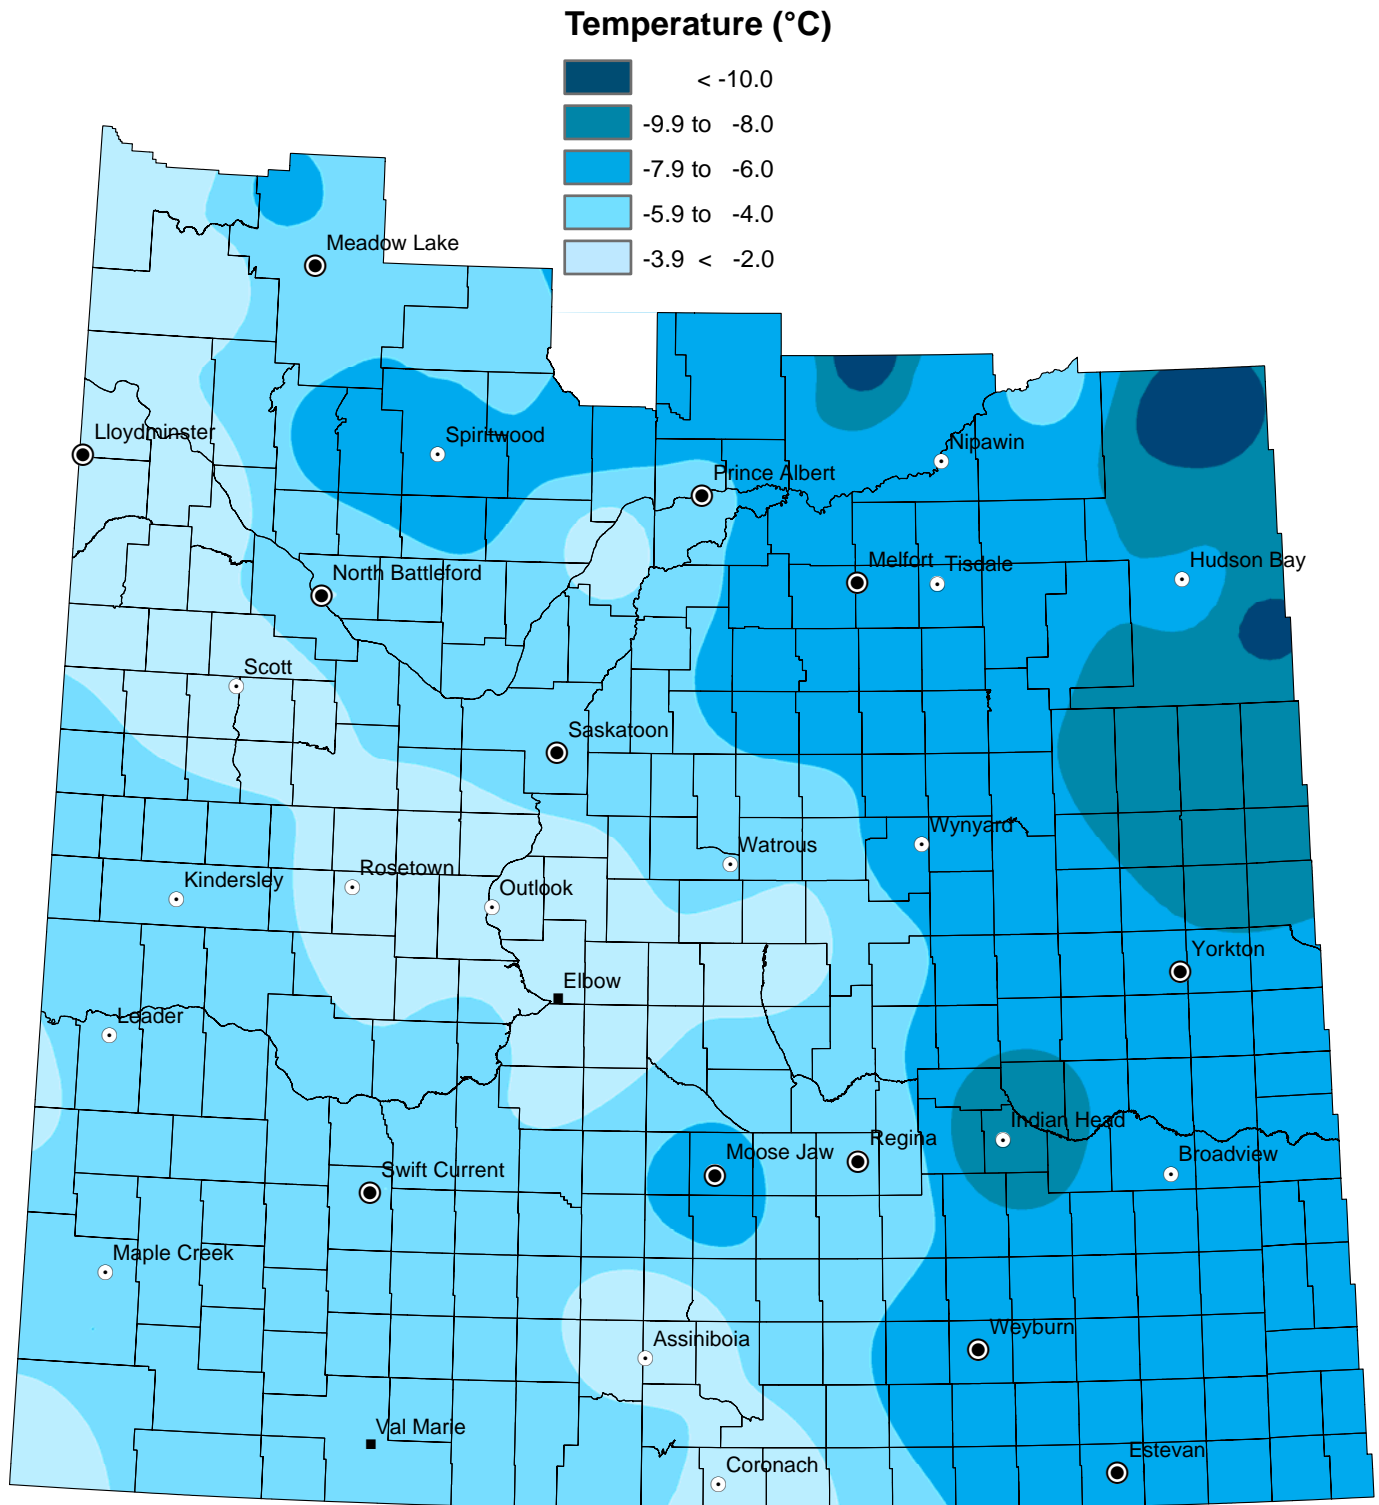 Temperature (°C)
< -10.0
-9.9 to -8.0
-7.9 to -6.0
-5.9 to -4.0
-3.9 < -2.0
Meadow Lake
Lloydminster
Spiritwood
Nipawin
Prince Albert
Hudson Bay
Melfort
Tisdale
North Battleford
Scott
Saskatoon
Wynyard
Watrous
Rosetown
Kindersley
Outlook
Yorkton
Elbow
Leader
Indian Head
Regina
Moose Jaw
Broadview
Swift Current
Maple Creek
Weyburn
Assiniboia
Val Marie
Estevan
Coronach